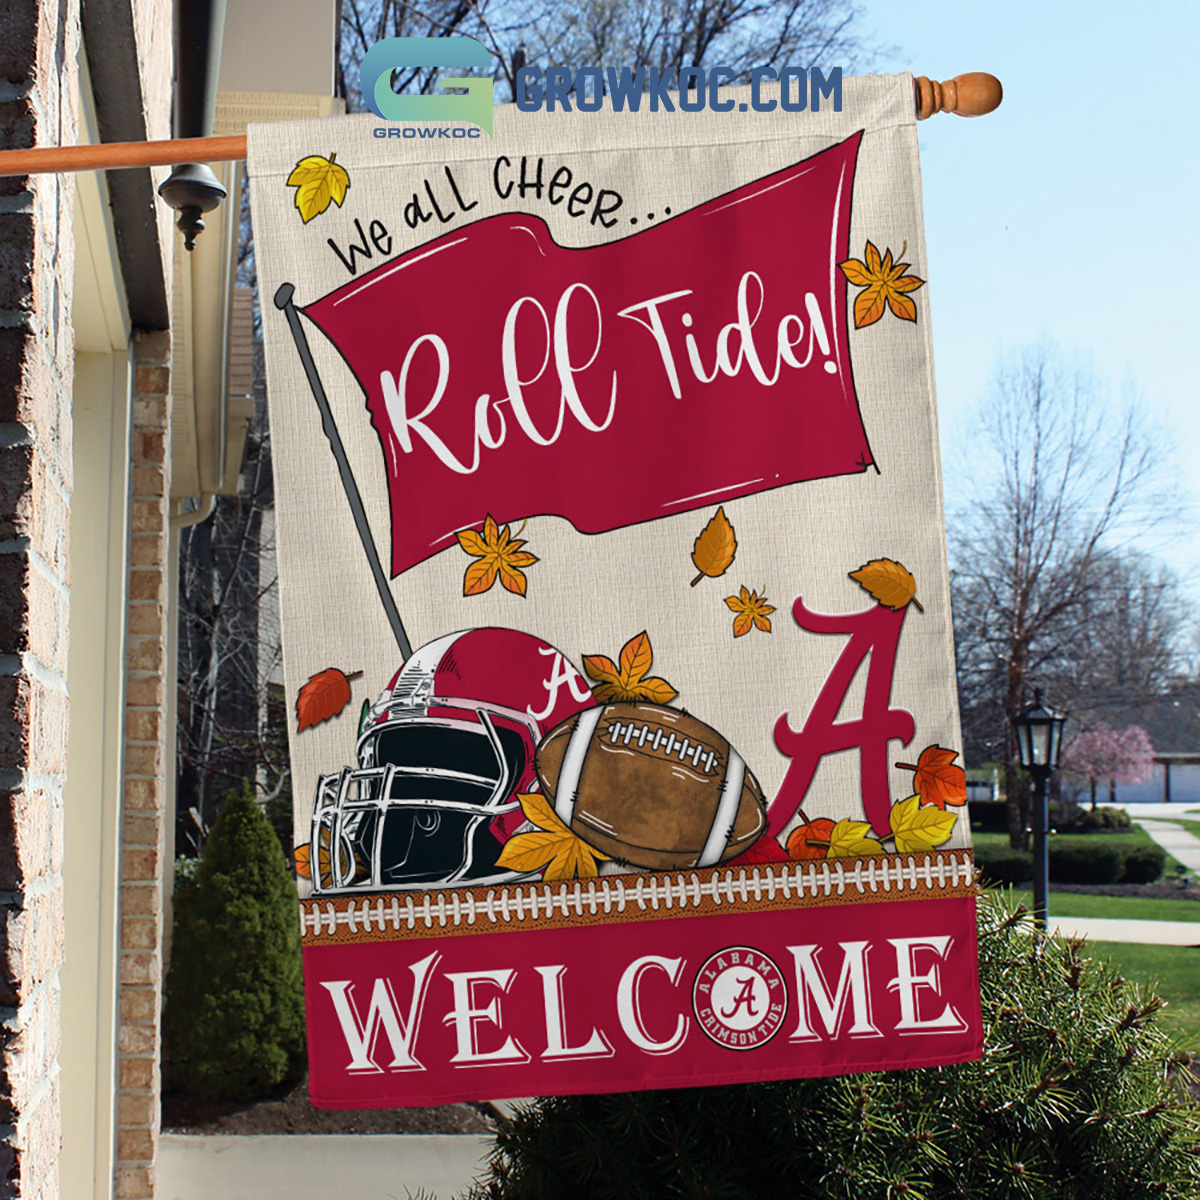 GROWKOC
GROWKOC.COM
We aLL CHeeR...
Roll Tide!
A
A
WELCOME
ALABAMA
A
CRIMSON TIDE